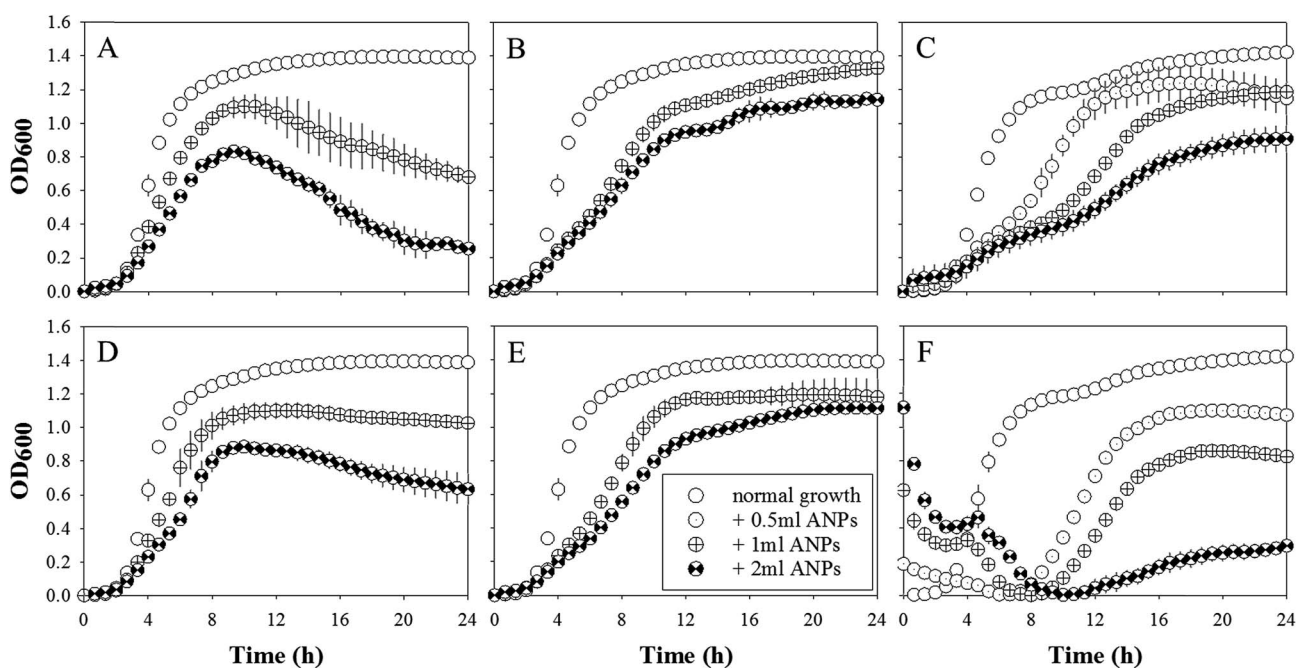 1.6
1.4
1.2
1.0
0.8
0.6
0.4
0.2
0.0
OD600
A
B
C
1.6
1.4
1.2
1.0
0.8
0.6
0.4
0.2
0.0
OD600
D
E
F
normal growth
+ 0.5ml ANPs
+ 1ml ANPs
+ 2ml ANPs
0 4 8 12 16 20 24 0 4 8 12 16 20 24 0 4 8 12 16 20 24
Time (h) Time (h) Time (h)